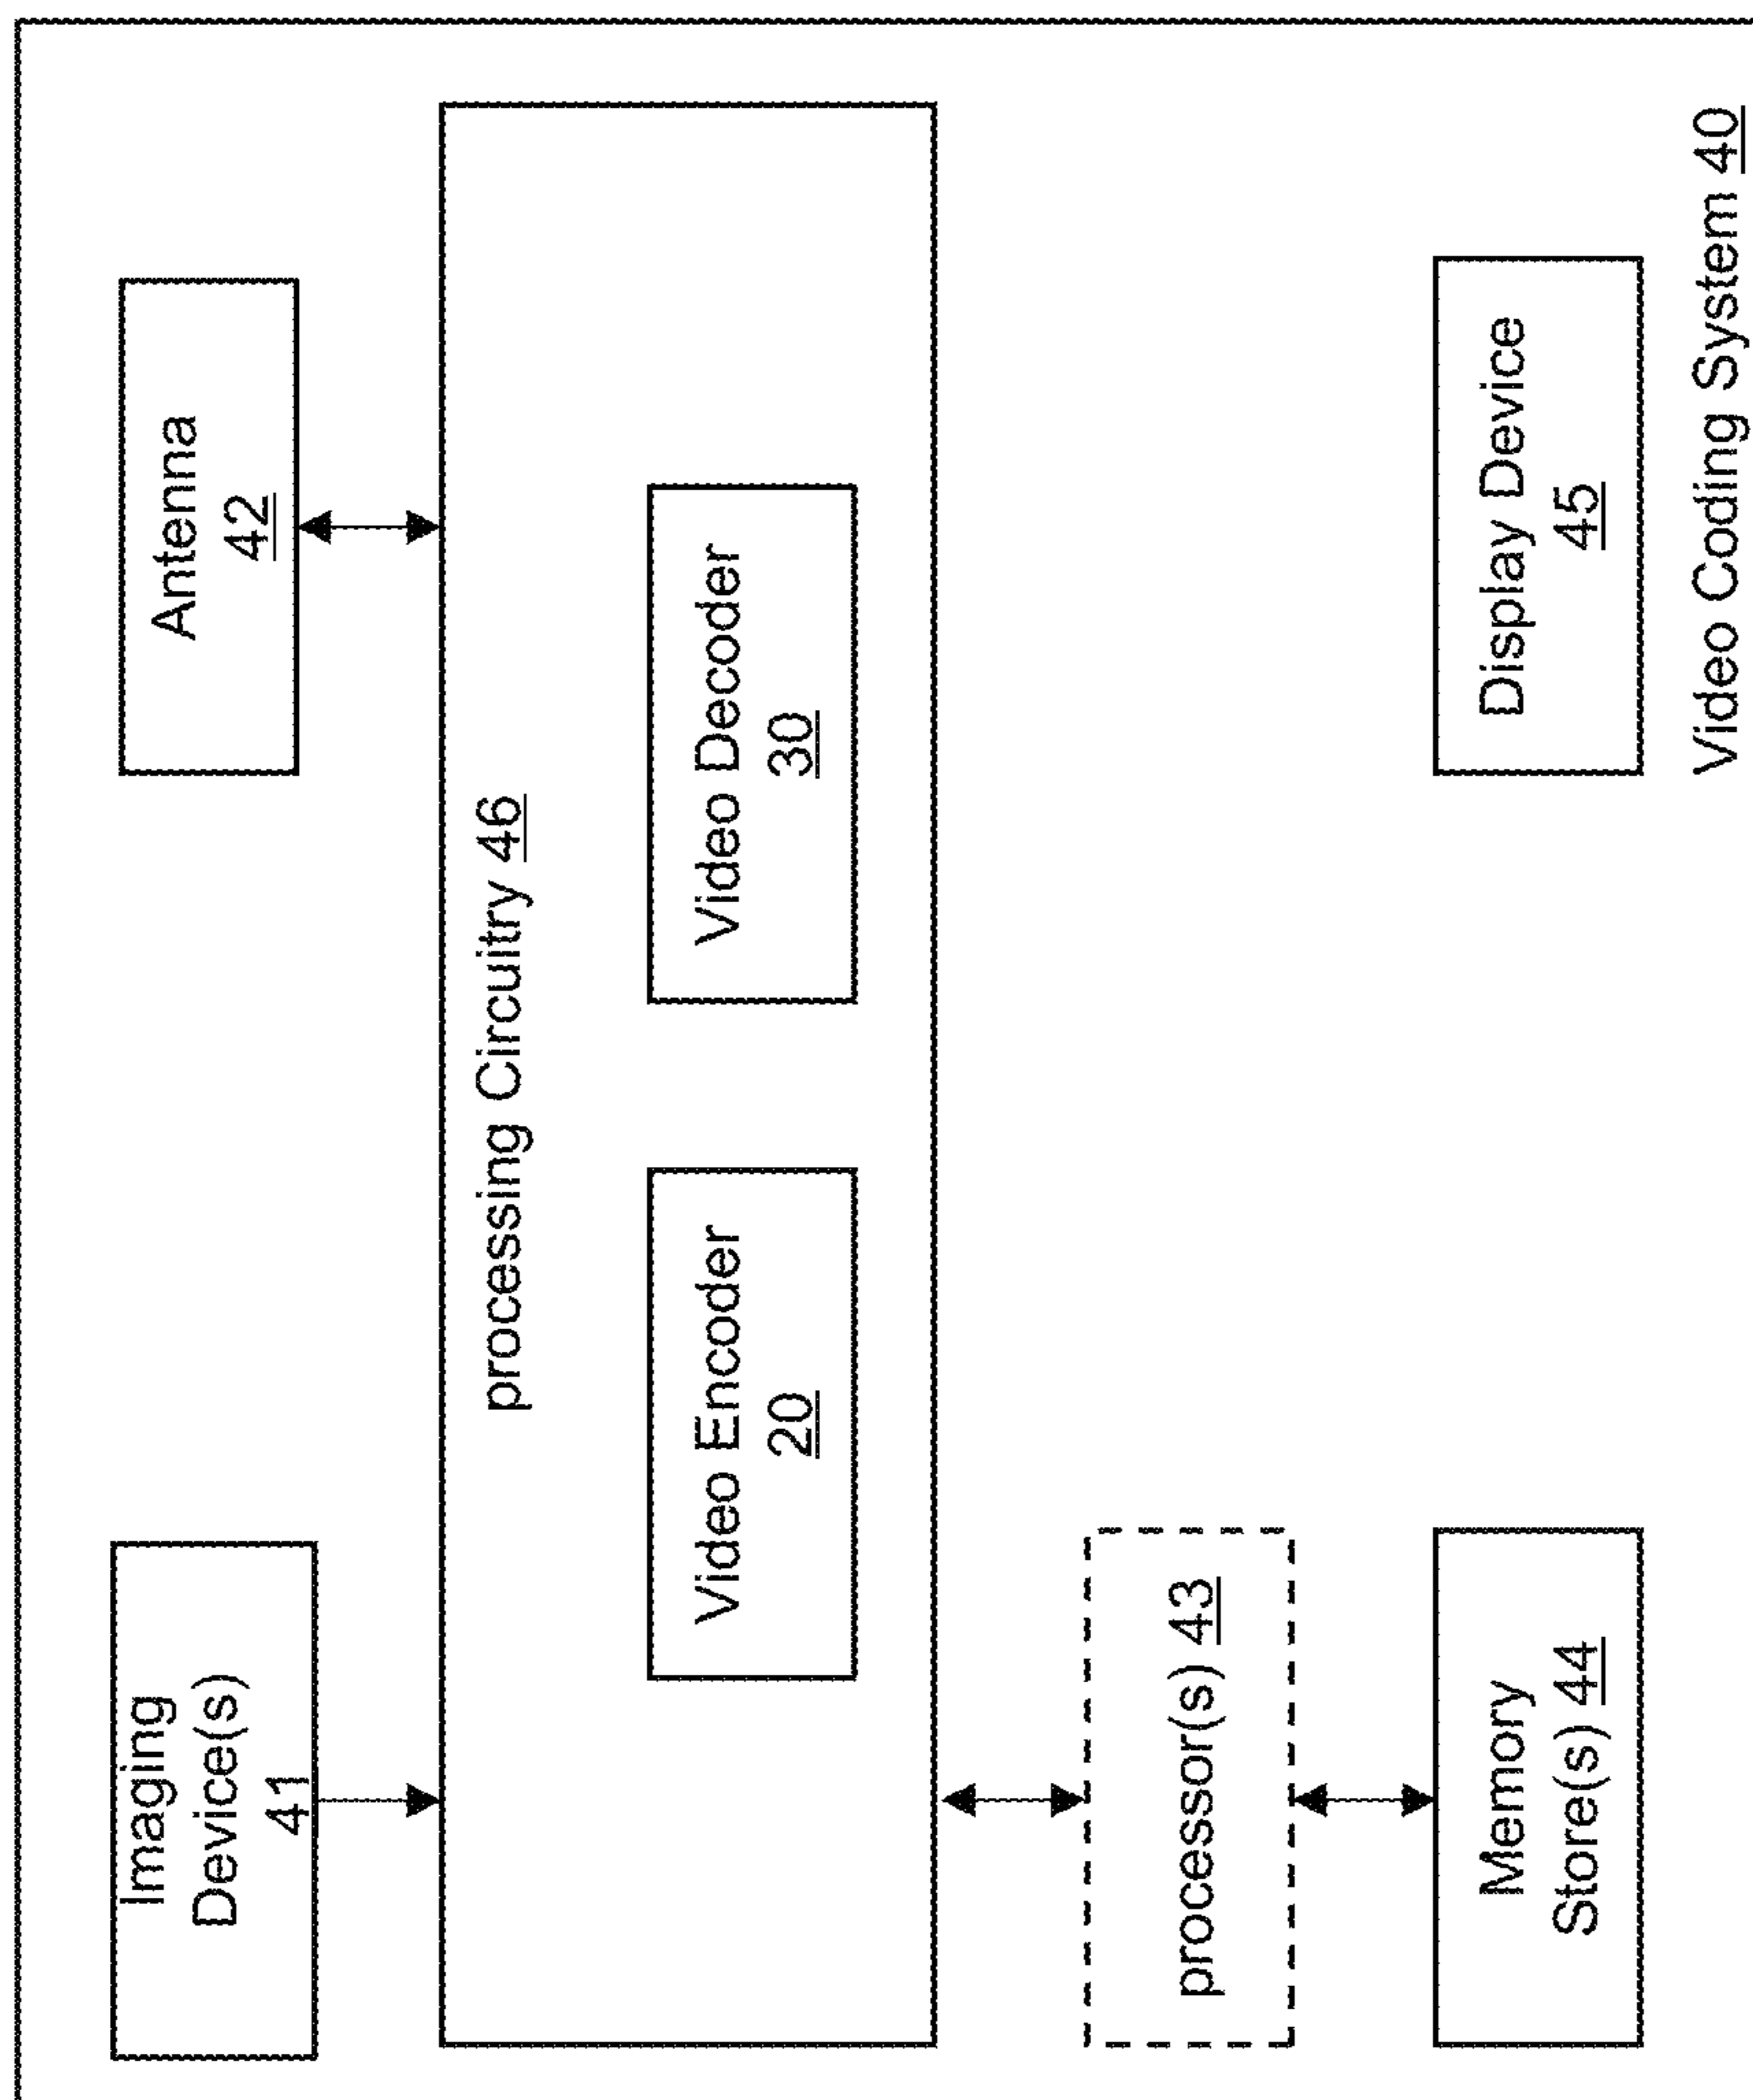 Imaging
Device(s)
41
Antenna
42
processing Circuitry 46
Video Encoder
20
Video Decoder
30
processor(s) 43
Memory
Store(s) 44
Display Device
45
Video Coding System 40